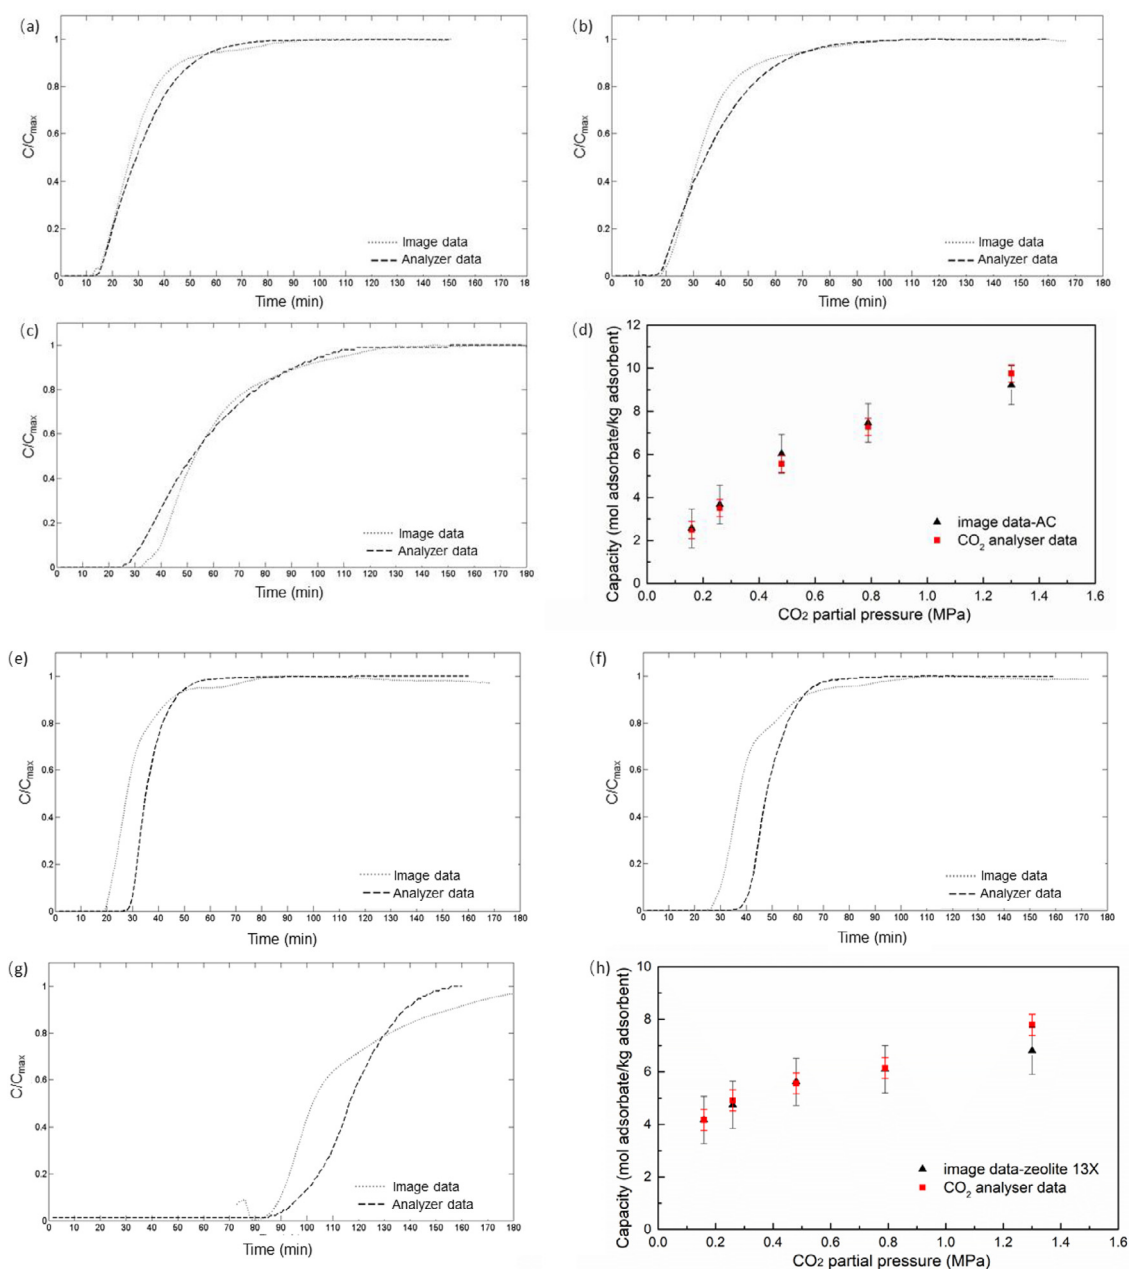 (a)
C/Cmax
1
0.8
0.6
0.4
0.2
0
Image data
Analyzer data
0 10 20 30 40 50 60 70 80 90 100 110 120 130 140 150 160 170 180
Time (min)
(b)
C/Cmax
1
0.8
0.6
0.4
0.2
0
Image data
Analyzer data
0 10 20 30 40 50 60 70 80 90 100 110 120 130 140 150 160 170 180
Time (min)
(c)
C/Cmax
1
0.8
0.6
0.4
0.2
0
Image data
Analyzer data
0 10 20 30 40 50 60 70 80 90 100 110 120 130 140 150 160 170 180
Time (min)
(d)
Capacity (mol adsorbate/kg adsorbent)
12
10
8
6
4
2
0
image data-AC
CO₂ analyser data
0.0 0.2 0.4 0.6 0.8 1.0 1.2 1.4 1.6
CO₂ partial pressure (MPa)
(e)
C/Cmax
1
0.8
0.6
0.4
0.2
0
Image data
Analyzer data
0 10 20 30 40 50 60 70 80 90 100 110 120 130 140 150 160 170 180
Time (min)
(f)
C/Cmax
1
0.8
0.6
0.4
0.2
0
Image data
Analyzer data
0 10 20 30 40 50 60 70 80 90 100 110 120 130 140 150 160 170 180
Time (min)
(g)
C/Cmax
1
0.8
0.6
0.4
0.2
0
Image data
Analyzer data
0 10 20 30 40 50 60 70 80 90 100 110 120 130 140 150 160 170 180
Time (min)
(h)
Capacity (mol adsorbate/kg adsorbent)
10
8
6
4
2
0
image data-zeolite 13X
CO₂ analyser data
0.0 0.2 0.4 0.6 0.8 1.0 1.2 1.4 1.6
CO₂ partial pressure (MPa)